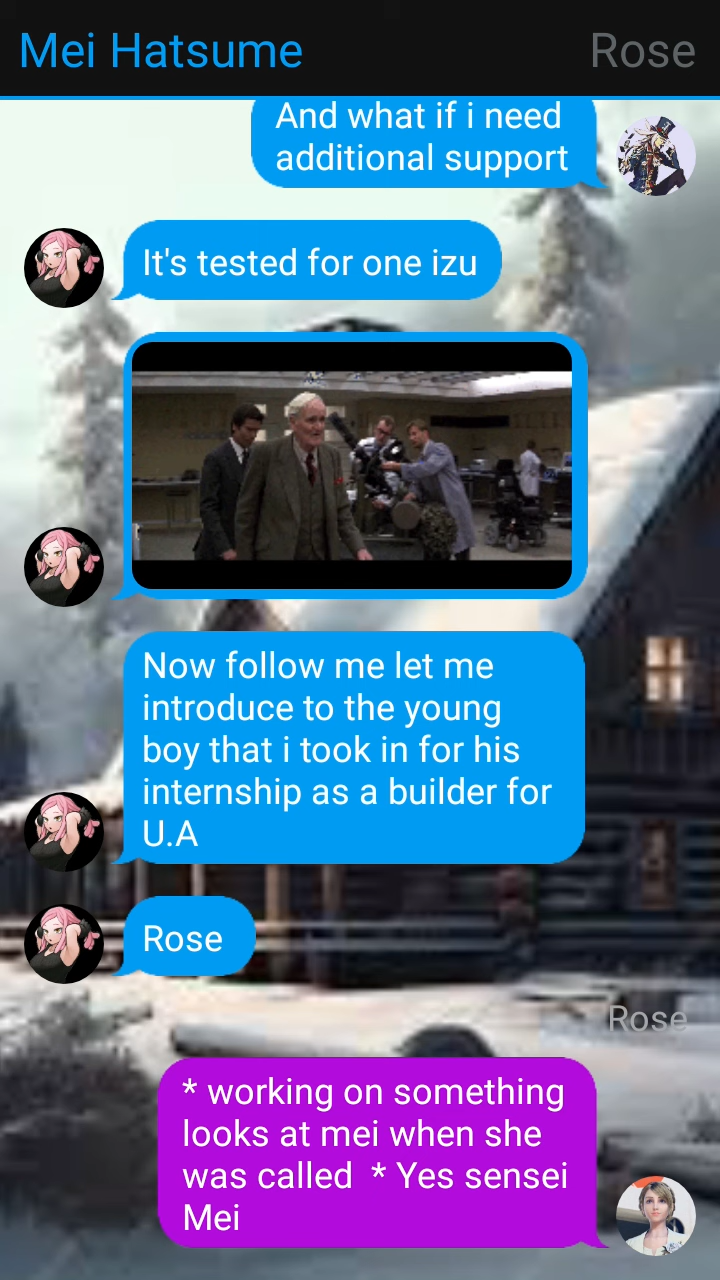 Mei Hatsume Rose
And what if i need
additional support
It's tested for one izu
Now follow me let me
introduce to the young
boy that i took in for his
internship as a builder for
U.A
Rose
Rose
* working on something
looks at mei when she
was called  * Yes sensei
Mei